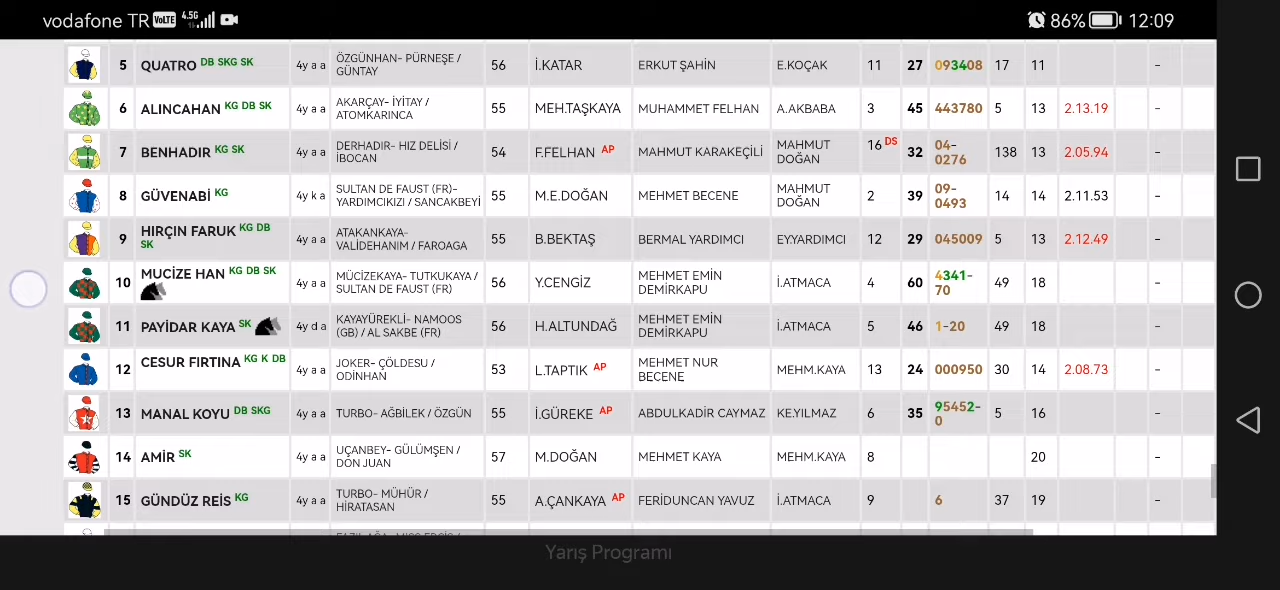 vodafone TR VoLTE 4.5G 86% 12:09
5 QUATRO DB SKG SK 4y a a ÖZGÜNHAN- PÜRNEŞE / GÜNTAY 56 İ.KATAR ERKUT ŞAHİN E.KOÇAK 11 27 093408 17 11 -
6 ALINCAHAN KG DB SK 4y a a AKARÇAY- İYİTAY / ATOMKARINCA 55 MEH.TAŞKAYA MUHAMMET FELHAN A.AKBABA 3 45 443780 5 13 2.13.19 -
7 BENHADIR KG SK 4y a a DERHADIR- HIZ DELİSİ / İBOCAN 54 F.FELHAN AP MAHMUT KARAKEÇİLİ MAHMUT DOĞAN 16 DS 32 04-0276 138 13 2.05.94 -
8 GÜVENABİ KG 4y k a SULTAN DE FAUST (FR)- YARDIMCIKIZI / SANCAKBEYİ 55 M.E.DOĞAN MEHMET BECENE MAHMUT DOĞAN 2 39 09-0493 14 14 2.11.53 -
9 HIRÇIN FARUK KG DB SK 4y a a ATAKANKAYA- VALİDEHANIM / FAROAGA 55 B.BEKTAŞ BERMAL YARDIMCI EYYARDIMCI 12 29 045009 5 13 2.12.49 -
10 MUCİZE HAN KG DB SK 4y a a MÜCİZEKAYA- TUTKUKAYA / SULTAN DE FAUST (FR) 56 Y.CENGİZ MEHMET EMİN DEMİRKAPU İ.ATMACA 4 60 4341-70 49 18 -
11 PAYİDAR KAYA SK 4y d a KAYAYÜREKLİ- NAMOOS (GB) / AL SAKBE (FR) 56 H.ALTUNDAĞ MEHMET EMİN DEMİRKAPU İ.ATMACA 5 46 1-20 49 18 -
12 CESUR FIRTINA KG K DB 4y a a JOKER- ÇÖLDESU / ODİNHAN 53 L.TAPTIK AP MEHMET NUR BECENE MEHM.KAYA 13 24 000950 30 14 2.08.73 -
13 MANAL KOYU DB SKG 4y a a TURBO- AĞBİLEK / ÖZGÜN 55 İ.GÜREKE AP ABDULKADİR CAYMAZ KE.YILMAZ 6 35 95452-0 5 16 -
14 AMİR SK 4y a a UÇANBEY- GÜLÜMŞEN / DON JUAN 57 M.DOĞAN MEHMET KAYA MEHM.KAYA 8 20 -
15 GÜNDÜZ REİS KG 4y a a TURBO- MÜHÜR / HIRATASAN 55 A.ÇANKAYA AP FERİDUNCAN YAVUZ İ.ATMACA 9 6 37 19 -
Yarış Programı